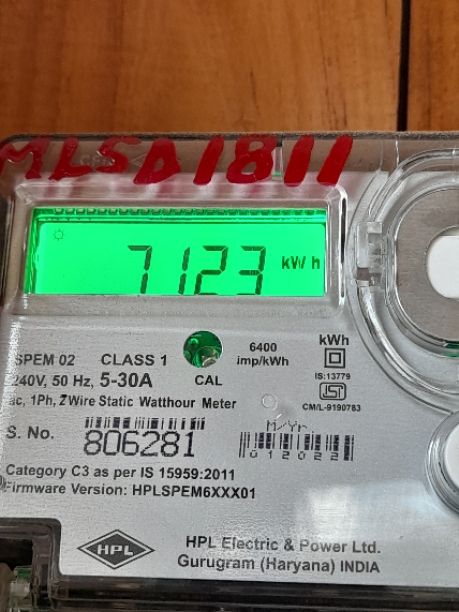 MLSD1811
7123 kWh
SPEM 02 CLASS 1
240V, 50 Hz, 5-30A
ac, 1Ph, 2Wire Static Watthour Meter
CAL
6400
imp/kWh
kWh
IS:13779
ISI
CM/L-9190783
S. No. 806281
M/Yr.
012022
Category C3 as per IS 15959:2011
Firmware Version: HPLSPEM6XXX01
HPL
HPL Electric & Power Ltd.
Gurugram (Haryana) INDIA